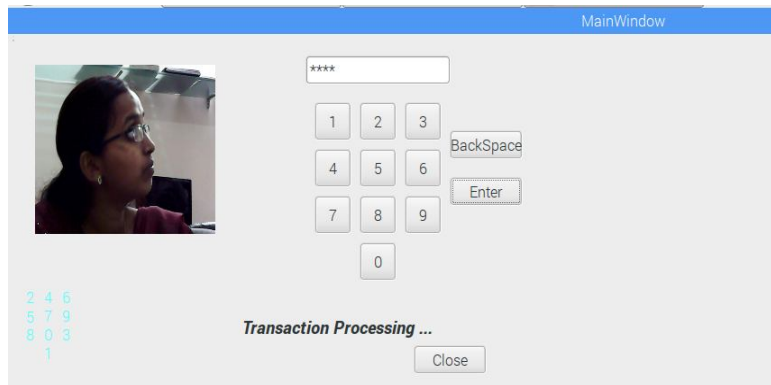 MainWindow
****
1 2 3
BackSpace
4 5 6
Enter
7 8 9
0
2 4 6
5 7 9
8 0 3
1
Transaction Processing ...
Close